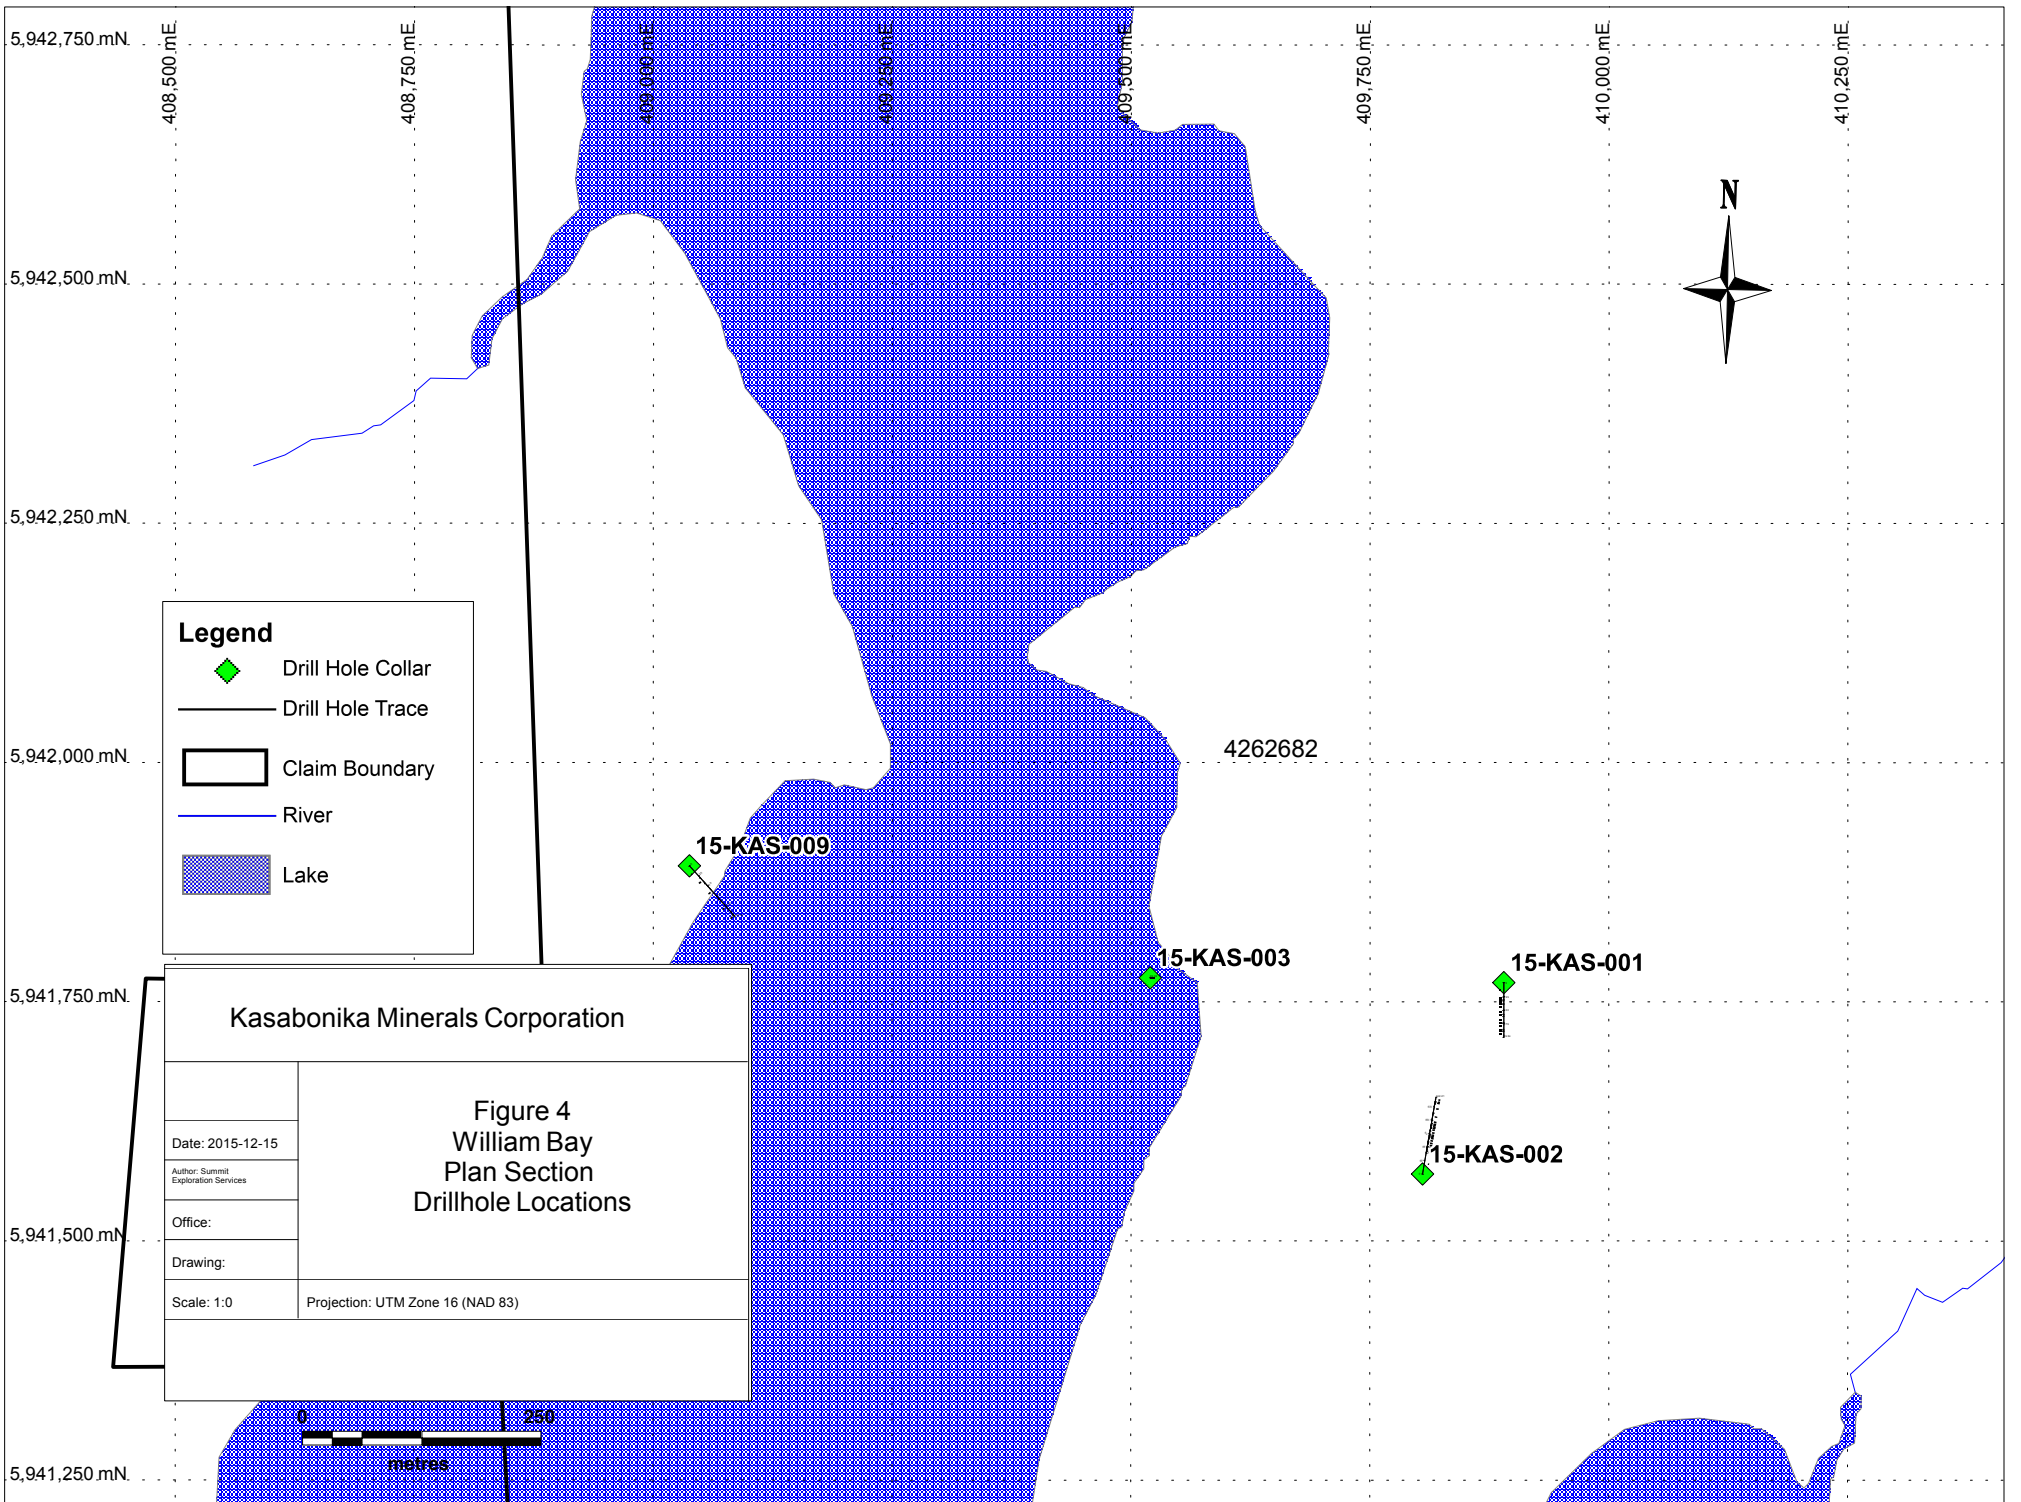 408,500 mE
408,750 mE
409,000 mE
409,250 mE
409,500 mE
409,750 mE
410,000 mE
410,250 mE
5,942,750 mN
N
5,942,500 mN
5,942,250 mN
Legend
Drill Hole Collar
Drill Hole Trace
Claim Boundary
River
Lake
5,942,000 mN
4262682
15-KAS-009
15-KAS-003
15-KAS-001
5,941,750 mN
15-KAS-002
5,941,500 mN
5,941,250 mN
Kasabonika Minerals Corporation
Figure 4
William Bay
Plan Section
Drillhole Locations
Date: 2015-12-15
Author: Summit
Exploration Services
Office:
Drawing:
Scale: 1:0
Projection: UTM Zone 16 (NAD 83)
0 250
metres